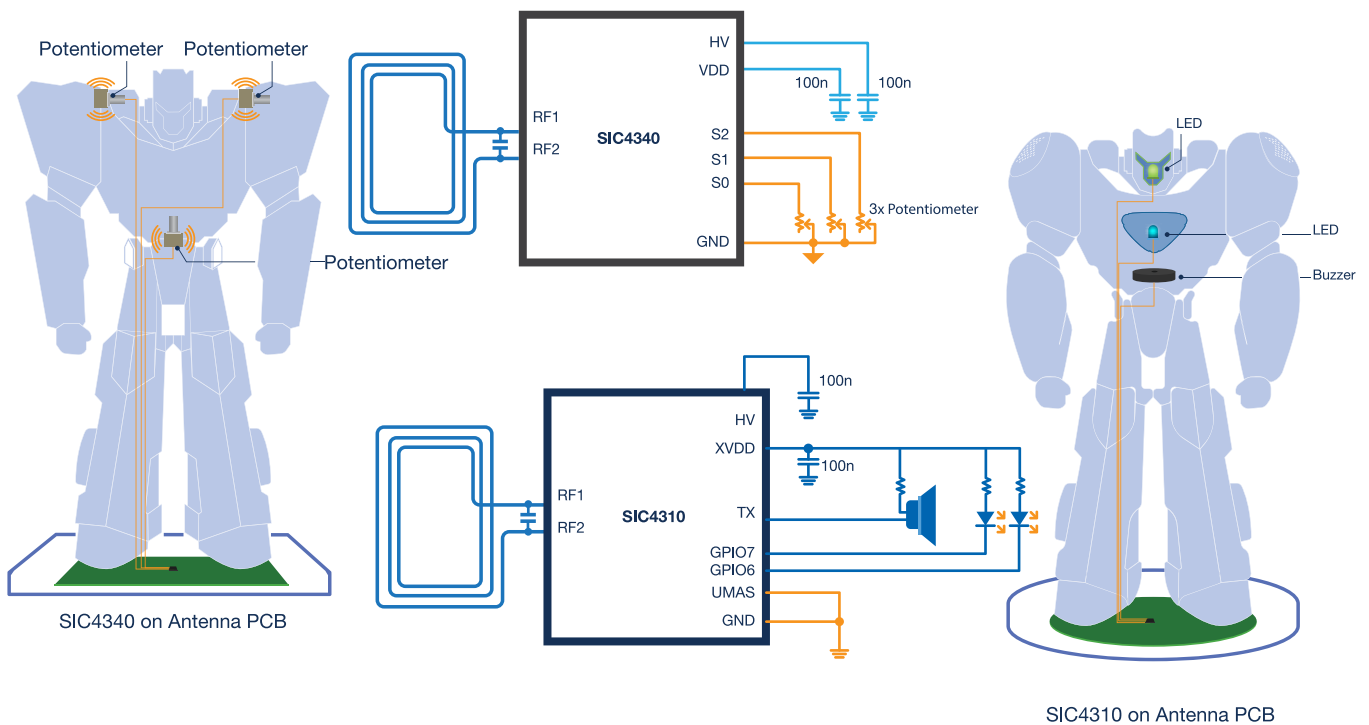 Potentiometer
Potentiometer
Potentiometer
SIC4340 on Antenna PCB
HV
VDD
100n
100n
RF1
RF2
SIC4340
S2
S1
S0
GND
3x Potentiometer
100n
HV
XVDD
100n
RF1
RF2
SIC4310
TX
GPIO7
GPIO6
UMAS
GND
LED
LED
Buzzer
SIC4310 on Antenna PCB